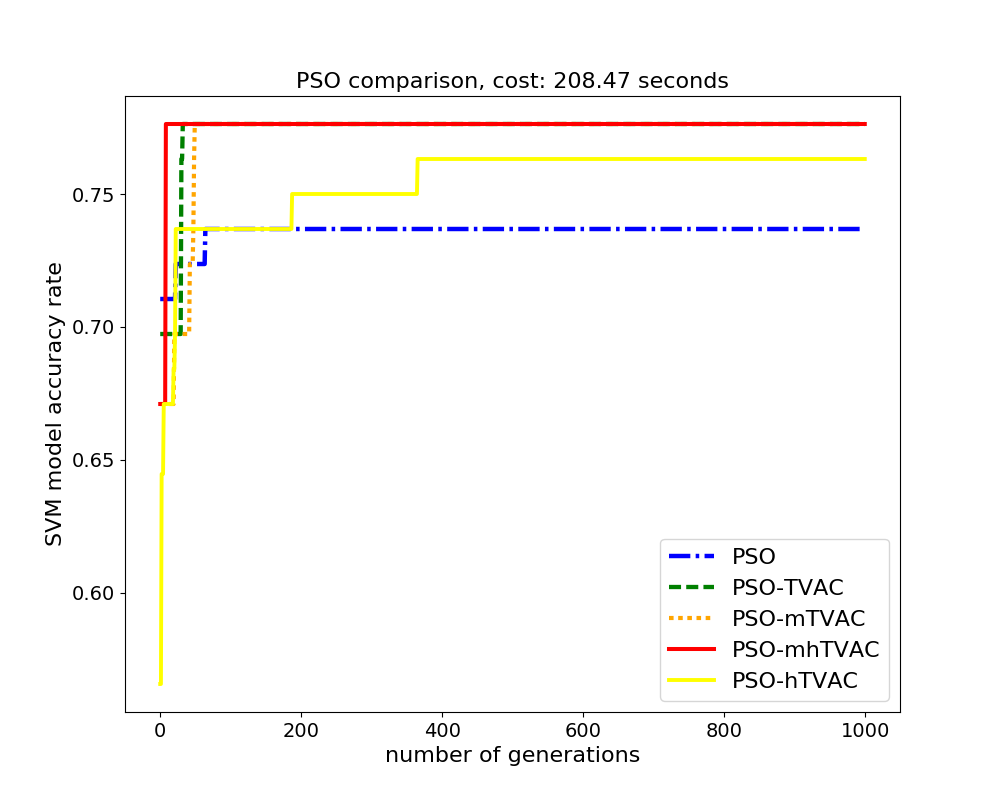 PSO comparison, cost: 208.47 seconds
SVM model accuracy rate
0.75
0.70
0.65
0.60
PSO
PSO-TVAC
PSO-mTVAC
PSO-mhTVAC
PSO-hTVAC
0 200 400 600 800 1000
number of generations